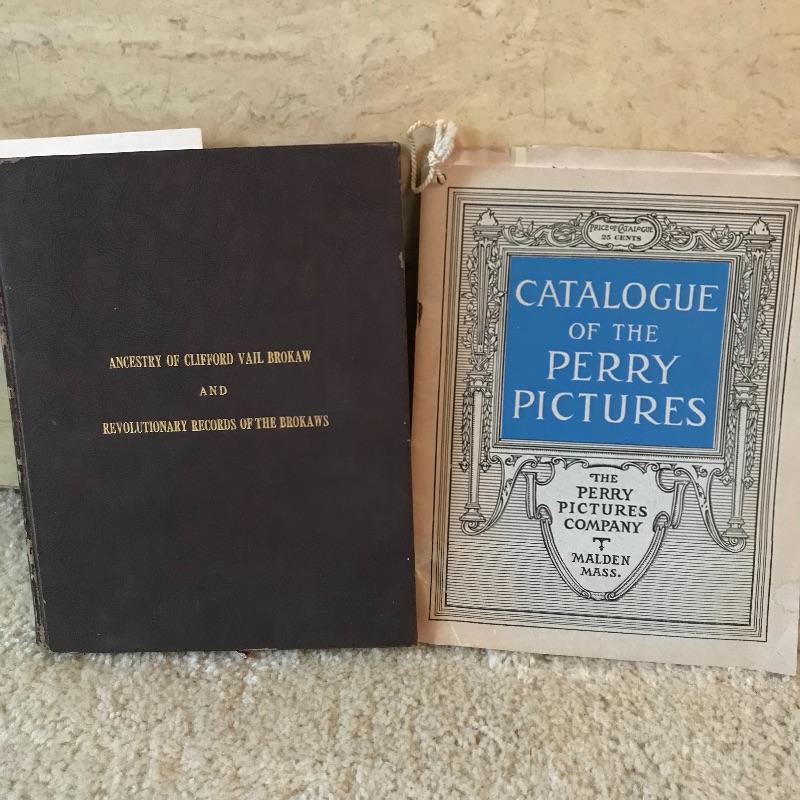 ANCESTRY OF CLIFFORD VAIL BROKAW
AND
REVOLUTIONARY RECORDS OF THE BROKAWS
PRICE OF CATALOGUE
25 CENTS
CATALOGUE
OF THE
PERRY
PICTURES
THE
PERRY
PICTURES
COMPANY
MALDEN
MASS.